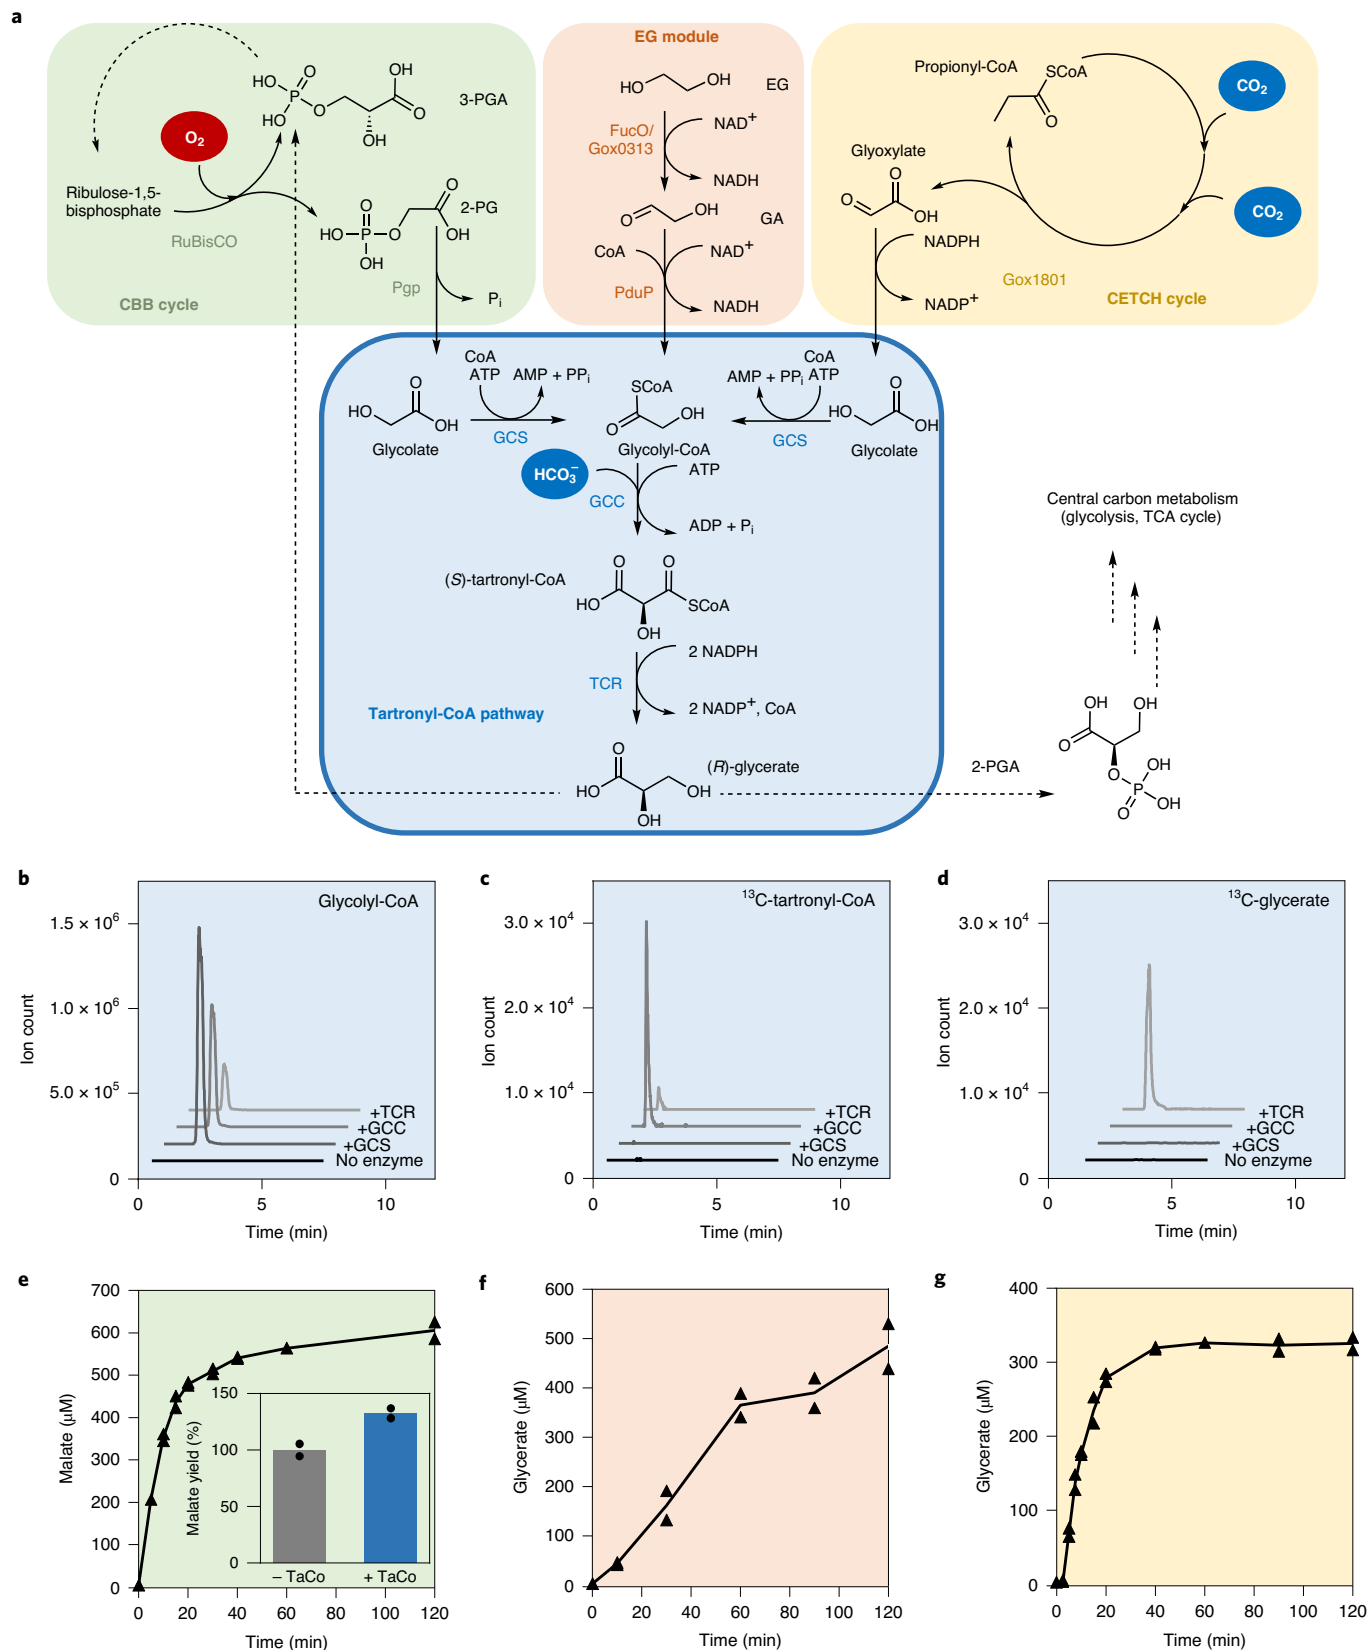 a
EG module
HO
OH
EG
FucO/
Gox0313
NAD+
NADH
O
OH
GA
CoA
NAD+
PduP
NADH
HO
O
P
HO
O
OH
O
OH
3-PGA
O2
Ribulose-1,5-
bisphosphate
RuBisCO
O
HO
P
O
OH
O
OH
2-PG
Pgp
Pi
CBB cycle
Propionyl-CoA
SCoA
O
CO2
CO2
Glyoxylate
O
O
OH
NADPH
Gox1801
NADP+
CETCH cycle
CoA
ATP
AMP + PPi
O
HO
OH
Glycolate
GCS
SCoA
O
OH
Glycolyl-CoA
AMP + PPi
CoA
ATP
GCS
O
HO
OH
Glycolate
HCO3−
GCC
ATP
ADP + Pi
(S)-tartronyl-CoA
O
O
HO
SCoA
OH
TCR
2 NADPH
2 NADP+, CoA
Tartronyl-CoA pathway
(R)-glycerate
O
HO
OH
OH
2-PGA
OH
OH
O
O
P
OH
O
OH
Central carbon metabolism
(glycolysis, TCA cycle)
b
Glycolyl-CoA
Ion count
1.5 × 10⁶
1.0 × 10⁶
5.0 × 10⁵
0
+TCR
+GCC
+GCS
No enzyme
0 5 10
Time (min)
c
¹³C-tartronyl-CoA
Ion count
3.0 × 10⁴
2.0 × 10⁴
1.0 × 10⁴
0
+TCR
+GCC
+GCS
No enzyme
0 5 10
Time (min)
d
¹³C-glycerate
Ion count
3.0 × 10⁴
2.0 × 10⁴
1.0 × 10⁴
0
+TCR
+GCC
+GCS
No enzyme
0 5 10
Time (min)
e
Malate (μM)
700
600
500
400
300
200
100
0
Malate yield (%)
150
100
50
0
– TaCo + TaCo
0 20 40 60 80 100 120
Time (min)
f
Glycerate (μM)
600
500
400
300
200
100
0
0 20 40 60 80 100 120
Time (min)
g
Glycerate (μM)
400
300
200
100
0
0 20 40 60 80 100 120
Time (min)